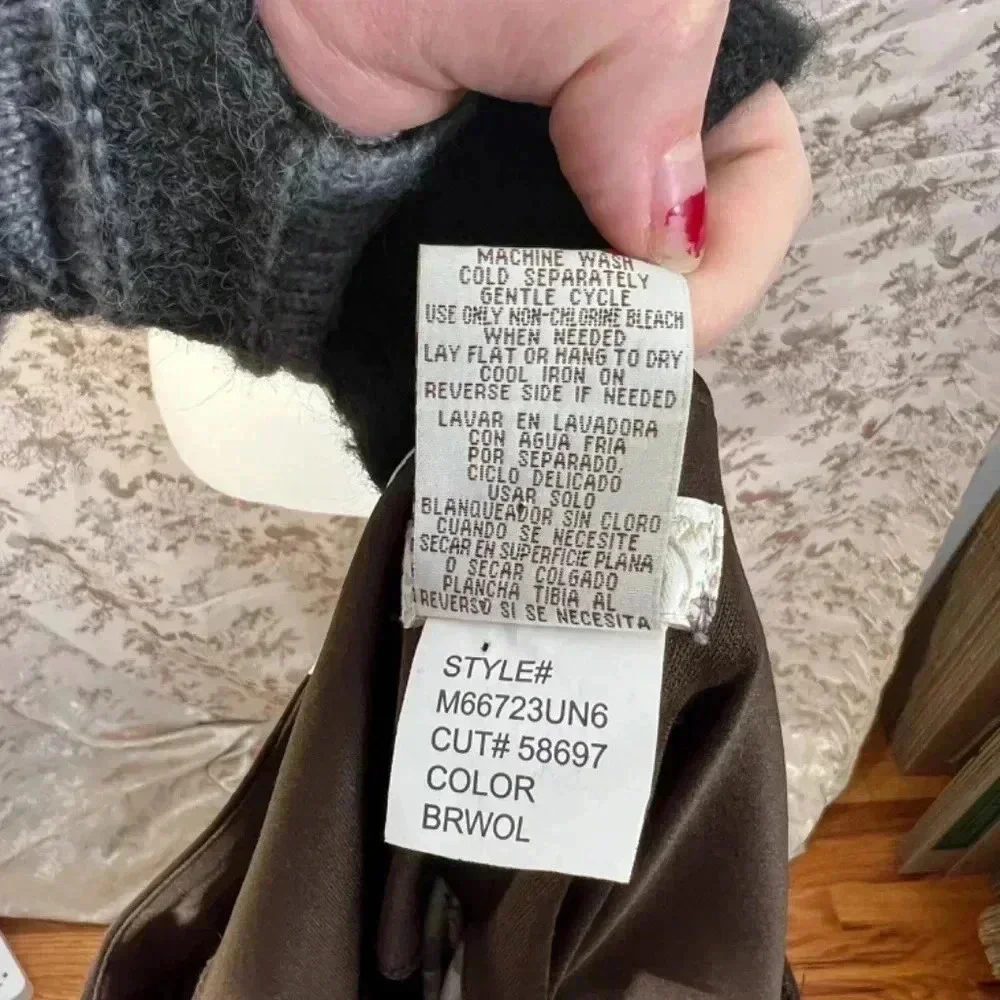 MACHINE WASH
COLD SEPARATELY
GENTLE CYCLE
USE ONLY NON-CHLORINE BLEACH
WHEN NEEDED
LAY FLAT OR HANG TO DRY
COOL IRON ON
REVERSE SIDE IF NEEDED
LAVAR EN LAVADORA
CON AGUA FRIA
POR SEPARADO,
CICLO DELICADO
USAR SOLO
BLANQUEADOR SIN CLORO
CUANDO SE NECESITE
SECAR EN SUPERFICIE PLANA
O SECAR COLGADO
PLANCHA TIBIA AL
REVERSO SI SE NECESITA
STYLE#
M66723UN6
CUT# 58697
COLOR
BRWOL